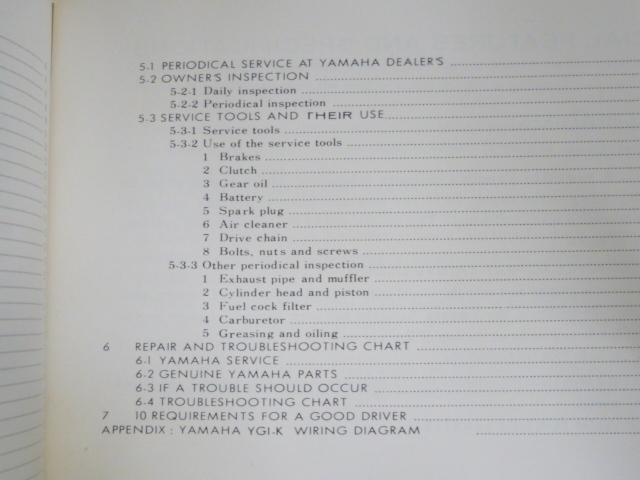 5-1 PERIODICAL SERVICE AT YAMAHA DEALER'S
5-2 OWNER'S INSPECTION
5-2-1 Daily inspection
5-2-2 Periodical inspection
5-3 SERVICE TOOLS AND THEIR USE
5-3-1 Service tools
5-3-2 Use of the service tools
1 Brakes
2 Clutch
3 Gear oil
4 Battery
5 Spark plug
6 Air cleaner
7 Drive chain
8 Bolts, nuts and screws
5-3-3 Other periodical inspection
1 Exhaust pipe and muffler
2 Cylinder head and piston
3 Fuel cock filter
4 Carburetor
5 Greasing and oiling
6 REPAIR AND TROUBLESHOOTING CHART
6-1 YAMAHA SERVICE
6-2 GENUINE YAMAHA PARTS
6-3 IF A TROUBLE SHOULD OCCUR
6-4 TROUBLESHOOTING CHART
7 10 REQUIREMENTS FOR A GOOD DRIVER
APPENDIX : YAMAHA YG1-K WIRING DIAGRAM